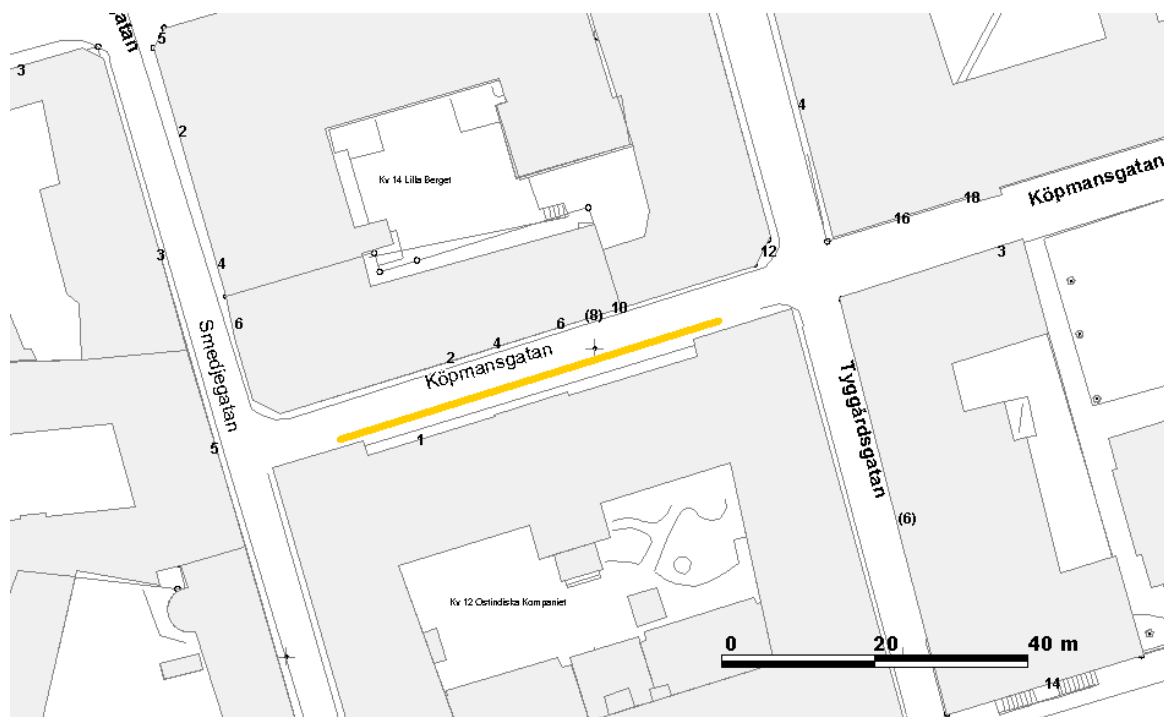 gatan
5
3
2
4
Kv 14 Lilla Berget
Köpmansgatan
18
16
12
3
3
4
6
10
(8)
6
4
2
Köpmansgatan
Smedjegatan
Tyggårdsgatan
1
5
(6)
Kv 12 Ostindiska Kompaniet
0 20 40 m
14